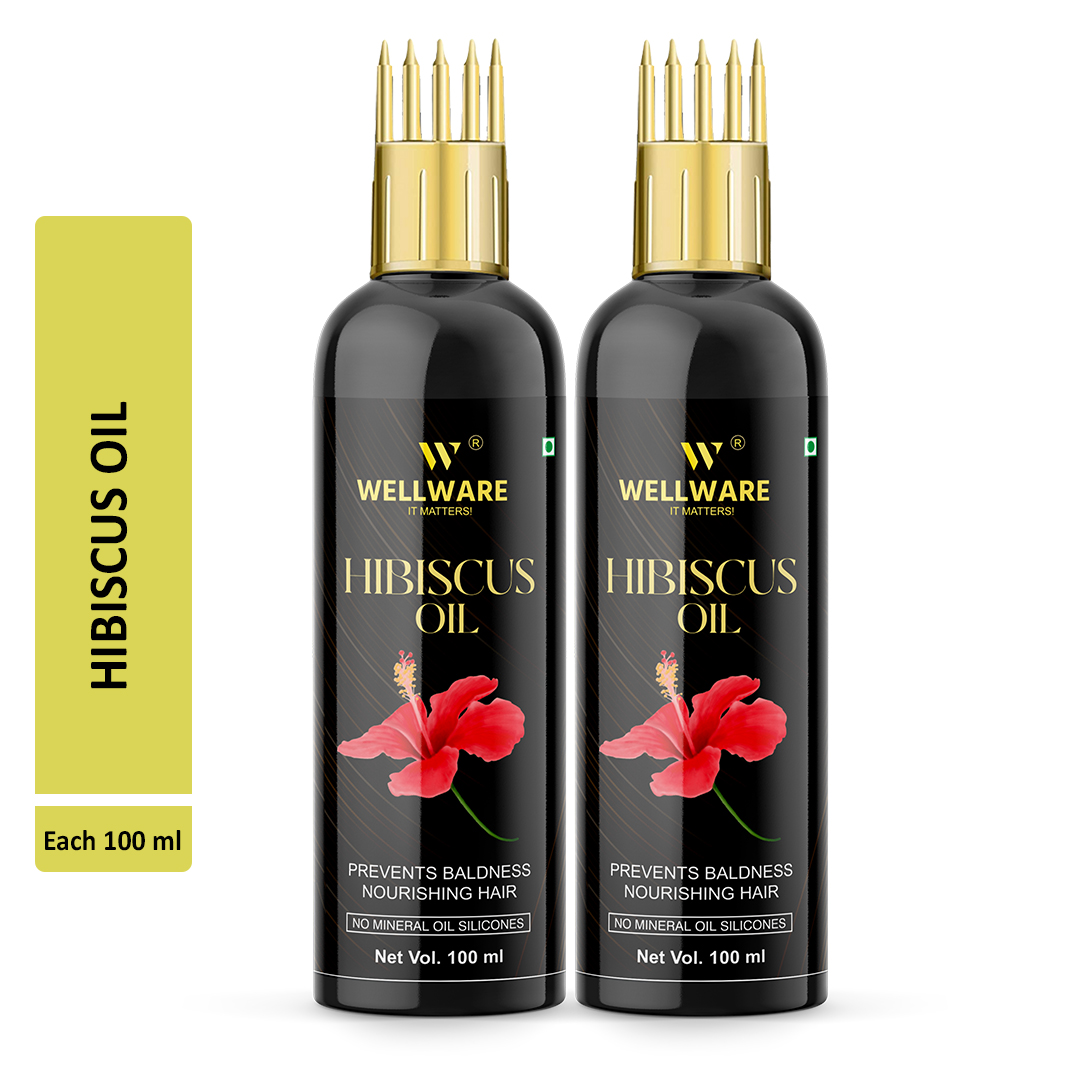 HIBISCUS OIL
Each 100 ml
W ®
WELLWARE
IT MATTERS!
HIBISCUS
OIL
PREVENTS BALDNESS
NOURISHING HAIR
NO MINERAL OIL SILICONES
Net Vol. 100 ml
W ®
WELLWARE
IT MATTERS!
HIBISCUS
OIL
PREVENTS BALDNESS
NOURISHING HAIR
NO MINERAL OIL SILICONES
Net Vol. 100 ml